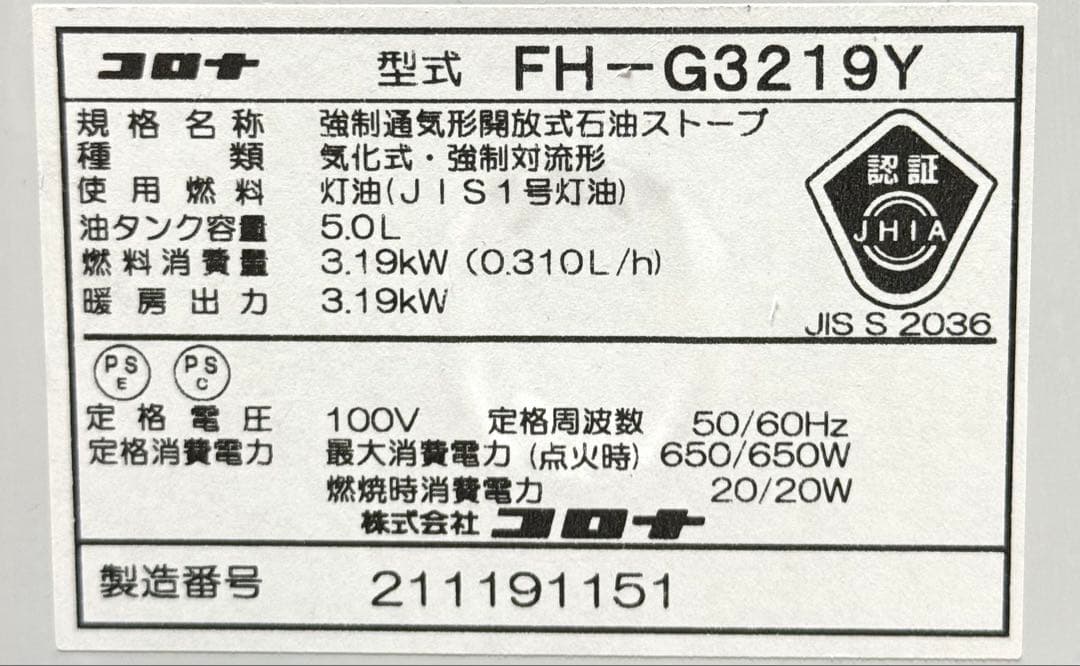 コロナ 型式 FH-G3219Y
規格名称 強制通気形開放式石油ストーブ
種類 気化式・強制対流形
使用燃料 灯油(JIS1号灯油)
油タンク容量 5.0L
燃料消費量 3.19kW (0.310L/h)
暖房出力 3.19kW
認証
JHIA
JIS S 2036
PS E PS C
定格電圧 100V 定格周波数 50/60Hz
定格消費電力 最大消費電力 (点火時) 650/650W
燃焼時消費電力 20/20W
株式会社 コロナ
製造番号 211191151